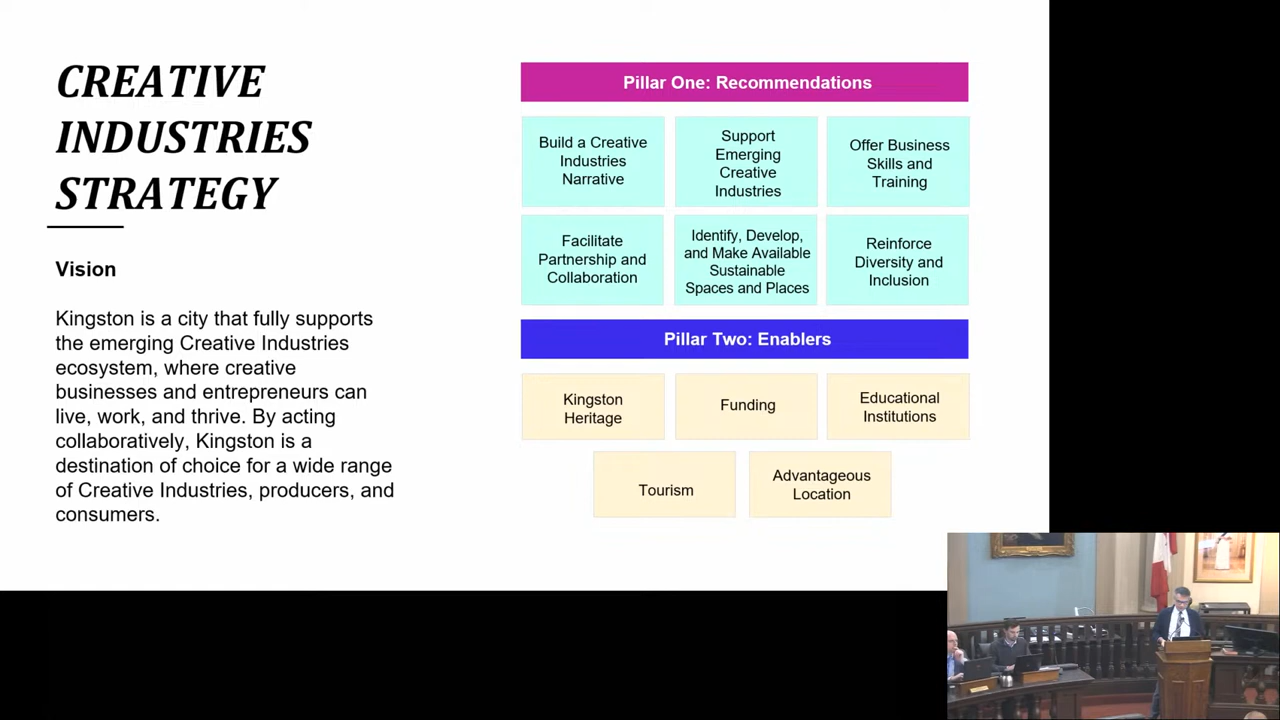 CREATIVE
INDUSTRIES
STRATEGY
Vision
Kingston is a city that fully supports
the emerging Creative Industries
ecosystem, where creative
businesses and entrepreneurs can
live, work, and thrive. By acting
collaboratively, Kingston is a
destination of choice for a wide range
of Creative Industries, producers, and
consumers.
Pillar One: Recommendations
Build a Creative
Industries
Narrative
Support
Emerging
Creative
Industries
Offer Business
Skills and
Training
Facilitate
Partnership and
Collaboration
Identify, Develop,
and Make Available
Sustainable
Spaces and Places
Reinforce
Diversity and
Inclusion
Pillar Two: Enablers
Kingston
Heritage
Funding
Educational
Institutions
Tourism
Advantageous
Location